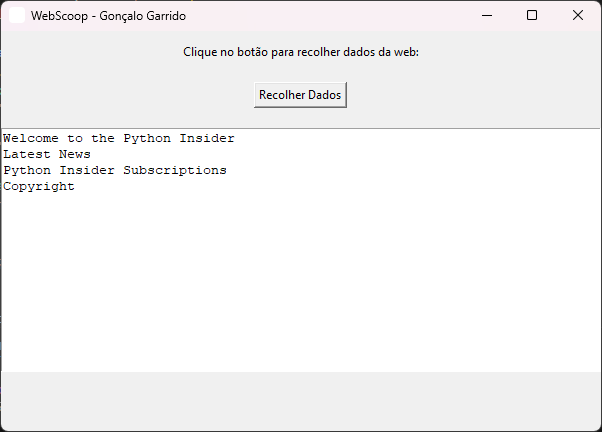 WebScoop - Gonçalo Garrido
Clique no botão para recolher dados da web:
Recolher Dados
Welcome to the Python Insider
Latest News
Python Insider Subscriptions
Copyright